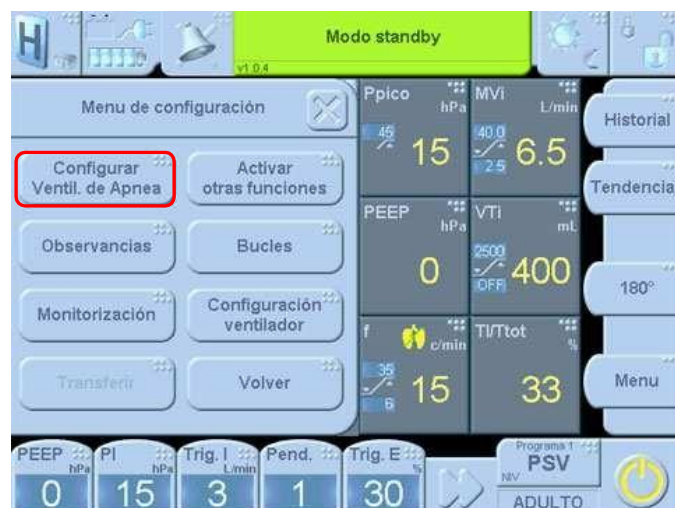 H
Modo standby
v1.0.4
Menu de configuración
Configurar
Ventil. de Apnea
Activar
otras funciones
Observancias
Bucles
Monitorización
Configuración
ventilador
Transferir
Volver
Ppico
hPa
45
15
MVi
L/min
40.0
2.5
6.5
PEEP
hPa
0
VTi
mL
2500
OFF
400
f
c/min
35
6
15
TI/Ttot
%
33
Historial
Tendencia
180°
Menu
PEEP
hPa
0
PI
hPa
15
Trig. I
L/min
3
Pend.
1
Trig. E
%
30
Programa 1
PSV
NIV
ADULTO